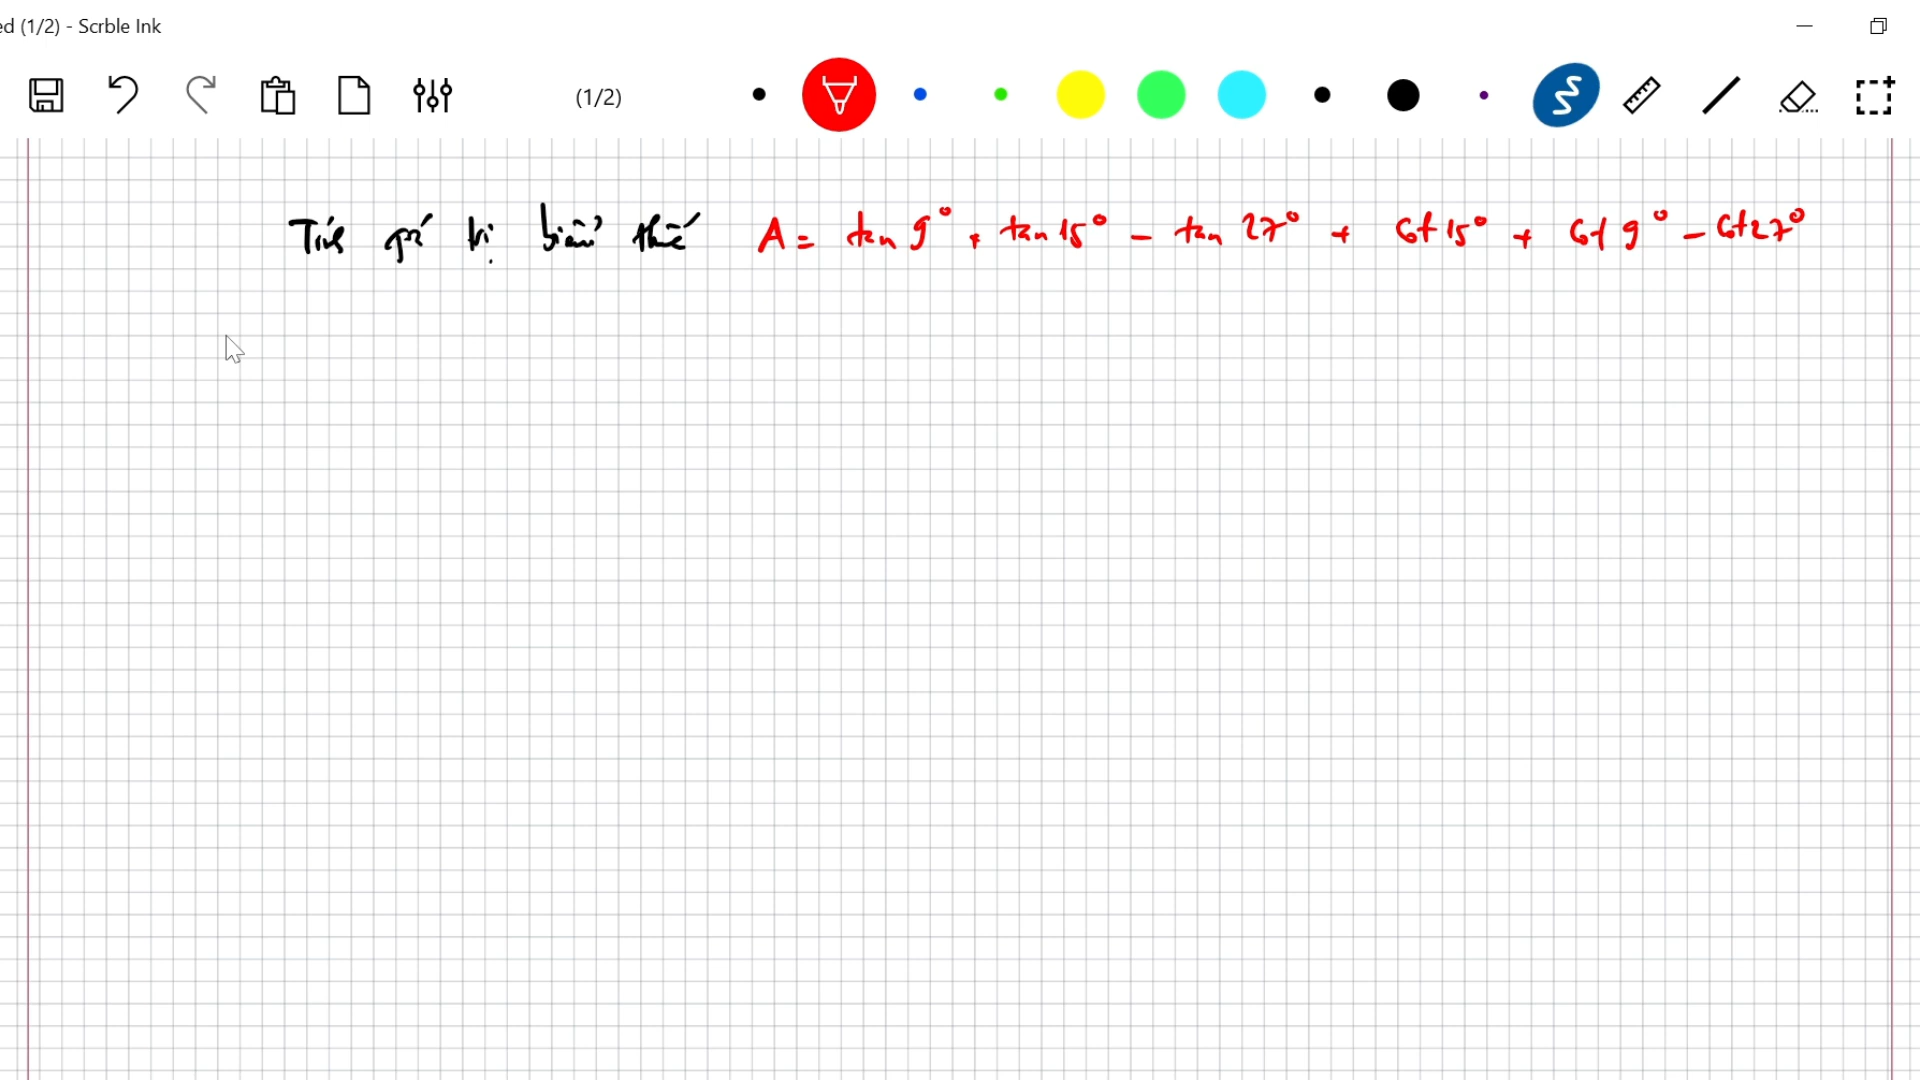 ed (1/2) - Scrble Ink
(1/2)
Tính giá trị biểu thức A = tan 9° + tan 15° - tan 27° + cot 15° + cot 9° - cot 27°